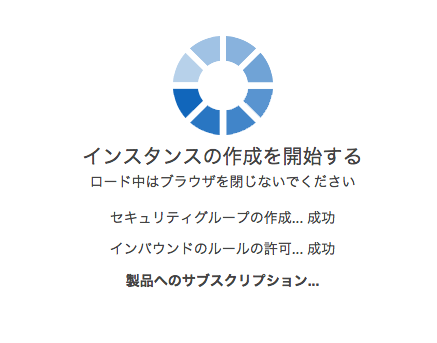 インスタンスの作成を開始する
ロード中はブラウザを閉じないでください
セキュリティグループの作成... 成功
インバウンドのルールの許可... 成功
製品へのサブスクリプション...